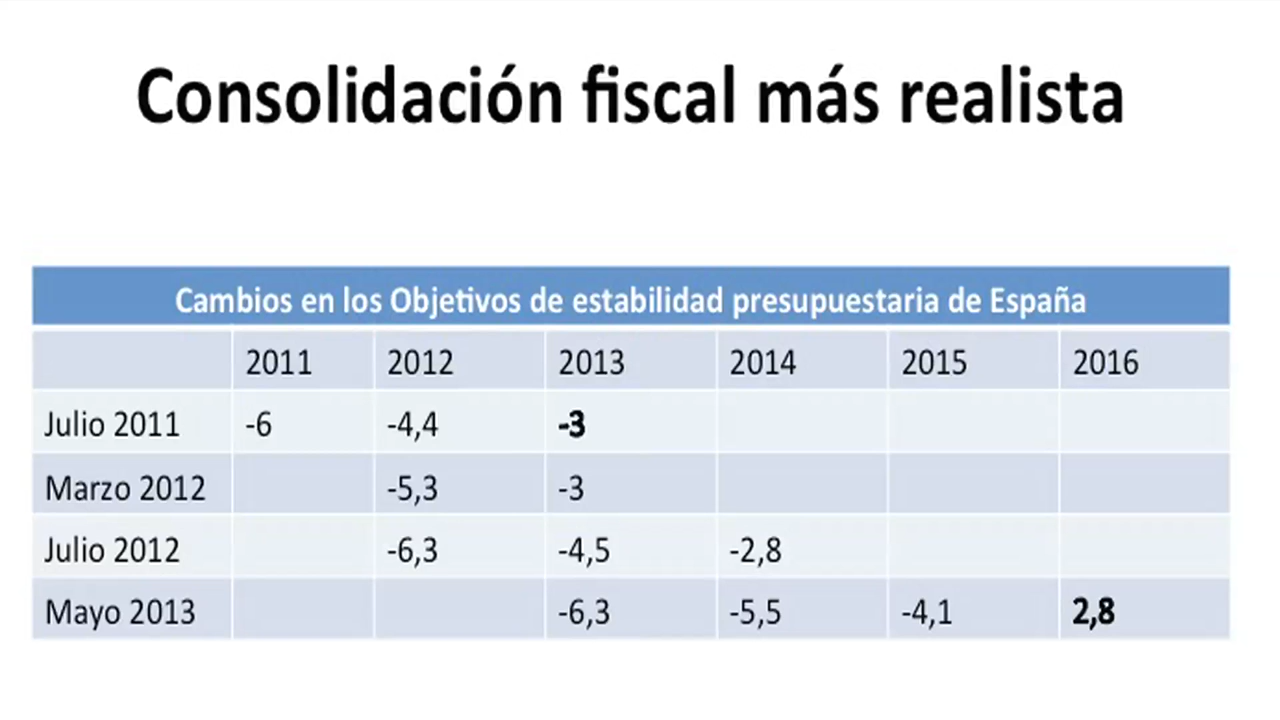 Consolidación fiscal más realista
Cambios en los Objetivos de estabilidad presupuestaria de España
2011 2012 2013 2014 2015 2016
Julio 2011 -6 -4,4 -3
Marzo 2012 -5,3 -3
Julio 2012 -6,3 -4,5 -2,8
Mayo 2013 -6,3 -5,5 -4,1 2,8